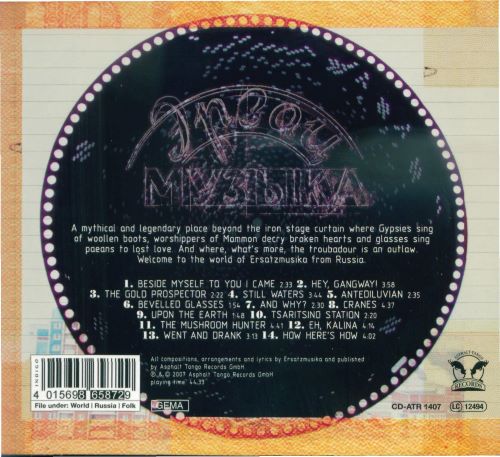 Эрзац
МУЗЫКА
A mythical and legendary place beyond the iron stage curtain where Gypsies sing
of woollen boots, worshippers of Mammon decry broken hearts and glasses sing
paeans to lost love. And where, what's more, the troubadour is an outlaw.
Welcome to the world of Ersatzmusika from Russia.
1. BESIDE MYSELF TO YOU I CAME 2:33 2. HEY, GANGWAY! 3:58
3. THE GOLD PROSPECTOR 2:22 4. STILL WATERS 3:44 5. ANTEDILUVIAN 2:35
6. BEVELLED GLASSES 1:54 7. AND WHY? 2:30 8. CRANES 4:37
9. UPON THE EARTH 1:48 10. TSARITSINO STATION 2:20
11. THE MUSHROOM HUNTER 4:41 12. EH, KALINA 4:14
13. WENT AND DRANK 3:13 14. HOW HERE'S HOW 4:02
All compositions, arrangements and lyrics by Ersatzmusika and published
by Asphalt Tango Records GmbH
℗ & © 2007 Asphalt Tango Records GmbH
playing time: 44:33
INDIGO
4 015698 658729
File under: World | Russia | Folk
GEMA
ASPHALT TANGO
RECORDS
CD-ATR 1407
LC 12494